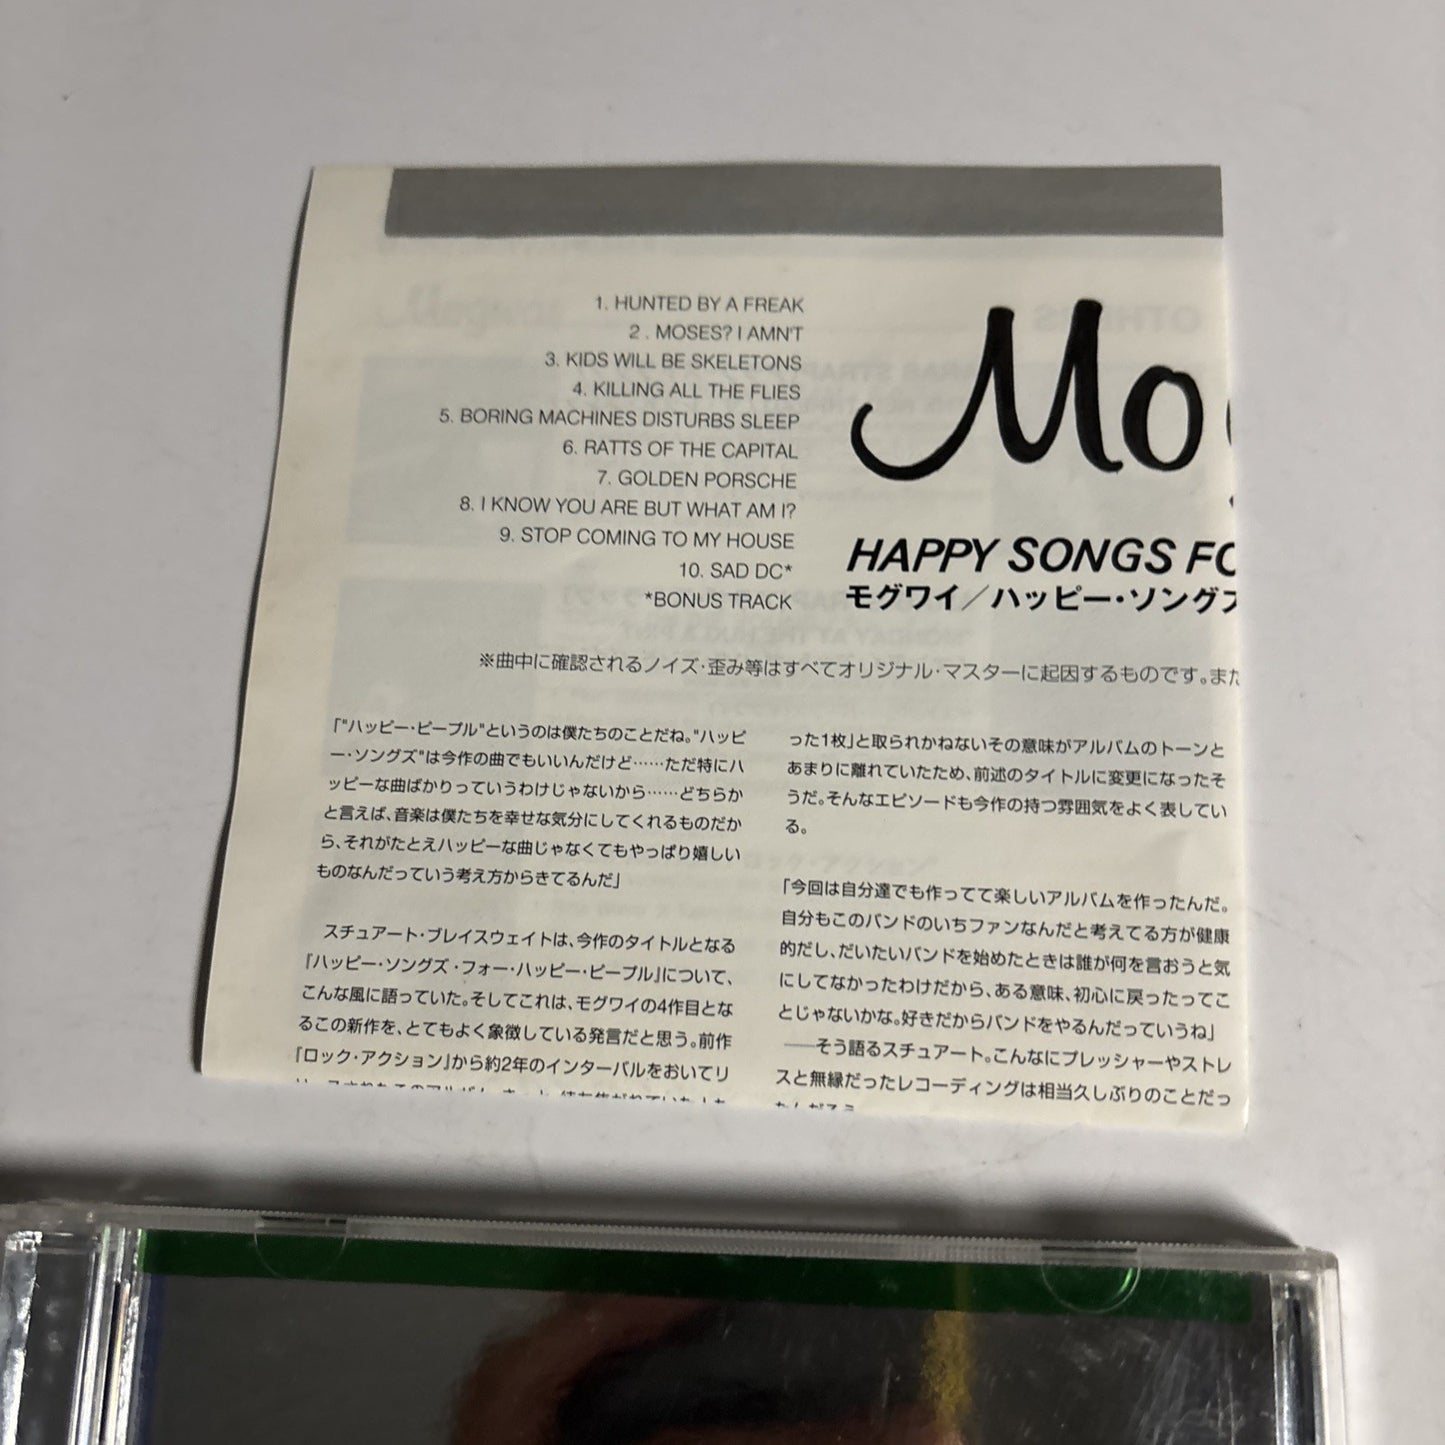 1. HUNTED BY A FREAK
2 . MOSES? I AMN'T
3. KIDS WILL BE SKELETONS
4. KILLING ALL THE FLIES
5. BORING MACHINES DISTURBS SLEEP
6. RATTS OF THE CAPITAL
7. GOLDEN PORSCHE
8. I KNOW YOU ARE BUT WHAT AM I?
9. STOP COMING TO MY HOUSE
10. SAD DC*
*BONUS TRACK
Mo
HAPPY SONGS FO
モグワイ／ハッピー・ソングズ
※曲中に確認されるノイズ・歪み等はすべてオリジナル・マスターに起因するものです。また
「"ハッピー・ピープル"というのは僕たちのことだね。"ハッピ
ー・ソングズ"は今作の曲でもいいんだけど……ただ特にハ
ッピーな曲ばかりっていうわけじゃないから……どちらか
と言えば、音楽は僕たちを幸せな気分にしてくれるものだか
ら、それがたとえハッピーな曲じゃなくてもやっぱり嬉しい
ものなんだっていう考え方からきてるんだ」
スチュアート・ブレイスウェイトは、今作のタイトルとなる
『ハッピー・ソングズ・フォー・ハッピー・ピープル』について、
こんな風に語っていた。そしてこれは、モグワイの4作目とな
るこの新作を、とてもよく象徴している発言だと思う。前作
『ロック・アクション』から約2年のインターバルをおいてリ
った1枚」と取られかねないその意味がアルバムのトーンと
あまりに離れていたため、前述のタイトルに変更になったそ
うだ。そんなエピソードも今作の持つ雰囲気をよく表してい
る。
「今回は自分達でも作ってて楽しいアルバムを作ったんだ。
自分もこのバンドのいちファンなんだと考えてる方が健康
的だし、だいたいバンドを始めたときは誰が何を言おうと気
にしてなかったわけだから、ある意味、初心に戻ったってこ
とじゃないかな。好きだからバンドをやるんだっていうね」
――そう語るスチュアート。こんなにプレッシャーやストレ
スと無縁だったレコーディングは相当久しぶりのことだっ